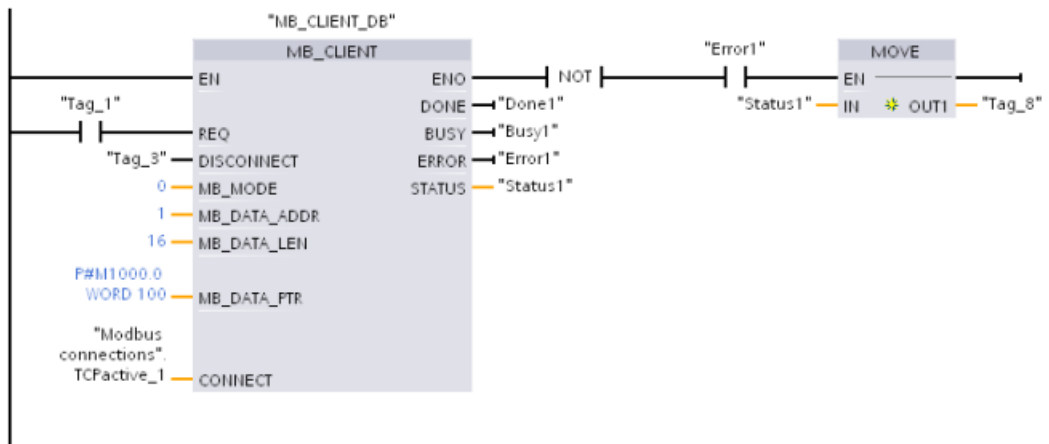 "MB_CLIENT_DB"
MB_CLIENT
"Error1"
MOVE
EN
ENO
NOT
EN
"Tag_1"
DONE
"Done1"
"Status1"
IN
OUT1
"Tag_8"
REQ
BUSY
"Busy1"
"Tag_3"
DISCONNECT
ERROR
"Error1"
0
MB_MODE
STATUS
"Status1"
1
MB_DATA_ADDR
16
MB_DATA_LEN
P#M1000.0
WORD 100
MB_DATA_PTR
"Modbus
connections".
TCPactive_1
CONNECT